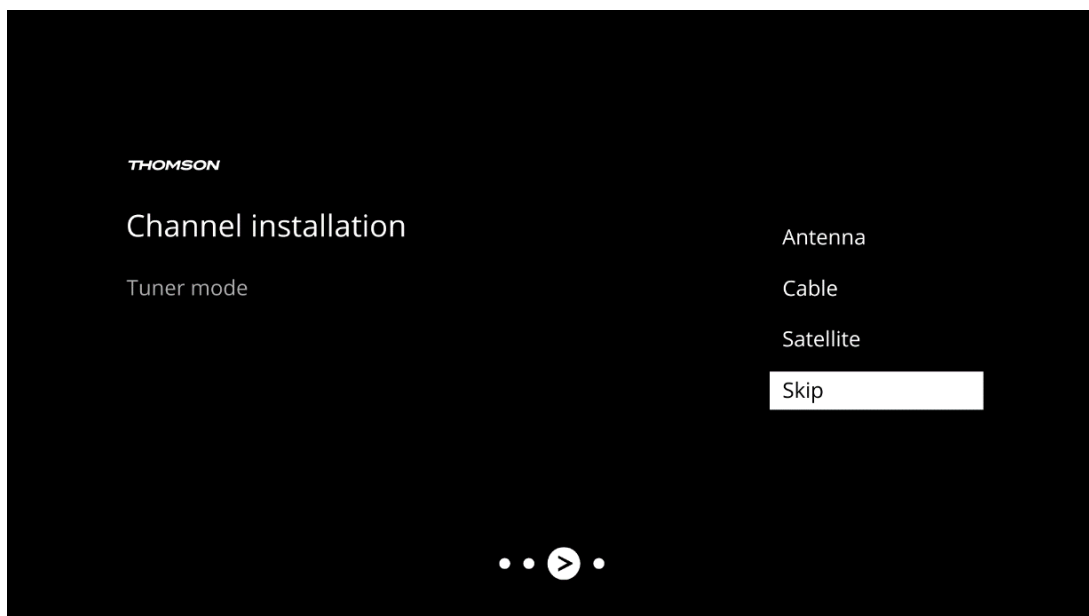 THOMSON
Channel installation
Tuner mode
Antenna
Cable
Satellite
Skip